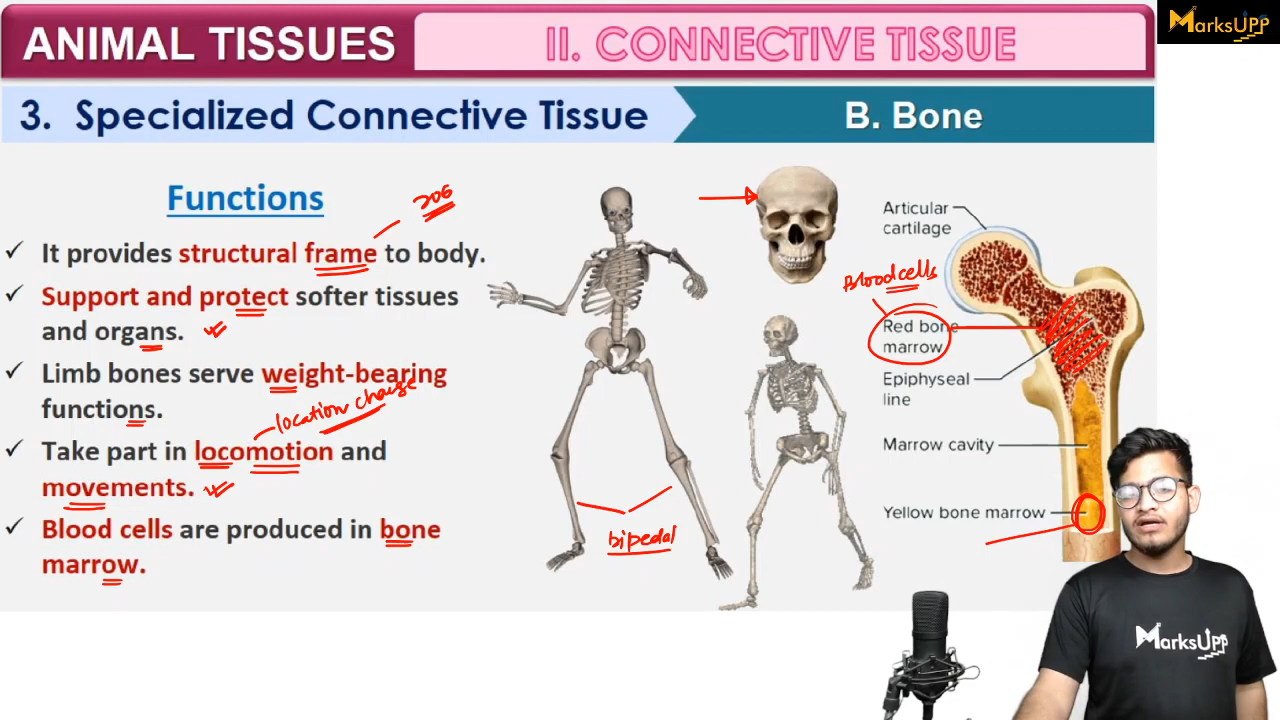 ANIMAL TISSUES
II. CONNECTIVE TISSUE
MarksUPP
3. Specialized Connective Tissue
B. Bone
Functions
206
✓ It provides structural frame to body.
✓ Support and protect softer tissues
and organs.
✓ Limb bones serve weight-bearing
functions.
location change
✓ Take part in locomotion and
movements.
✓ Blood cells are produced in bone
marrow.
bipedal
Articular
cartilage
Blood cells
Red bone
marrow
Epiphyseal
line
Marrow cavity
Yellow bone marrow
MarksUPP